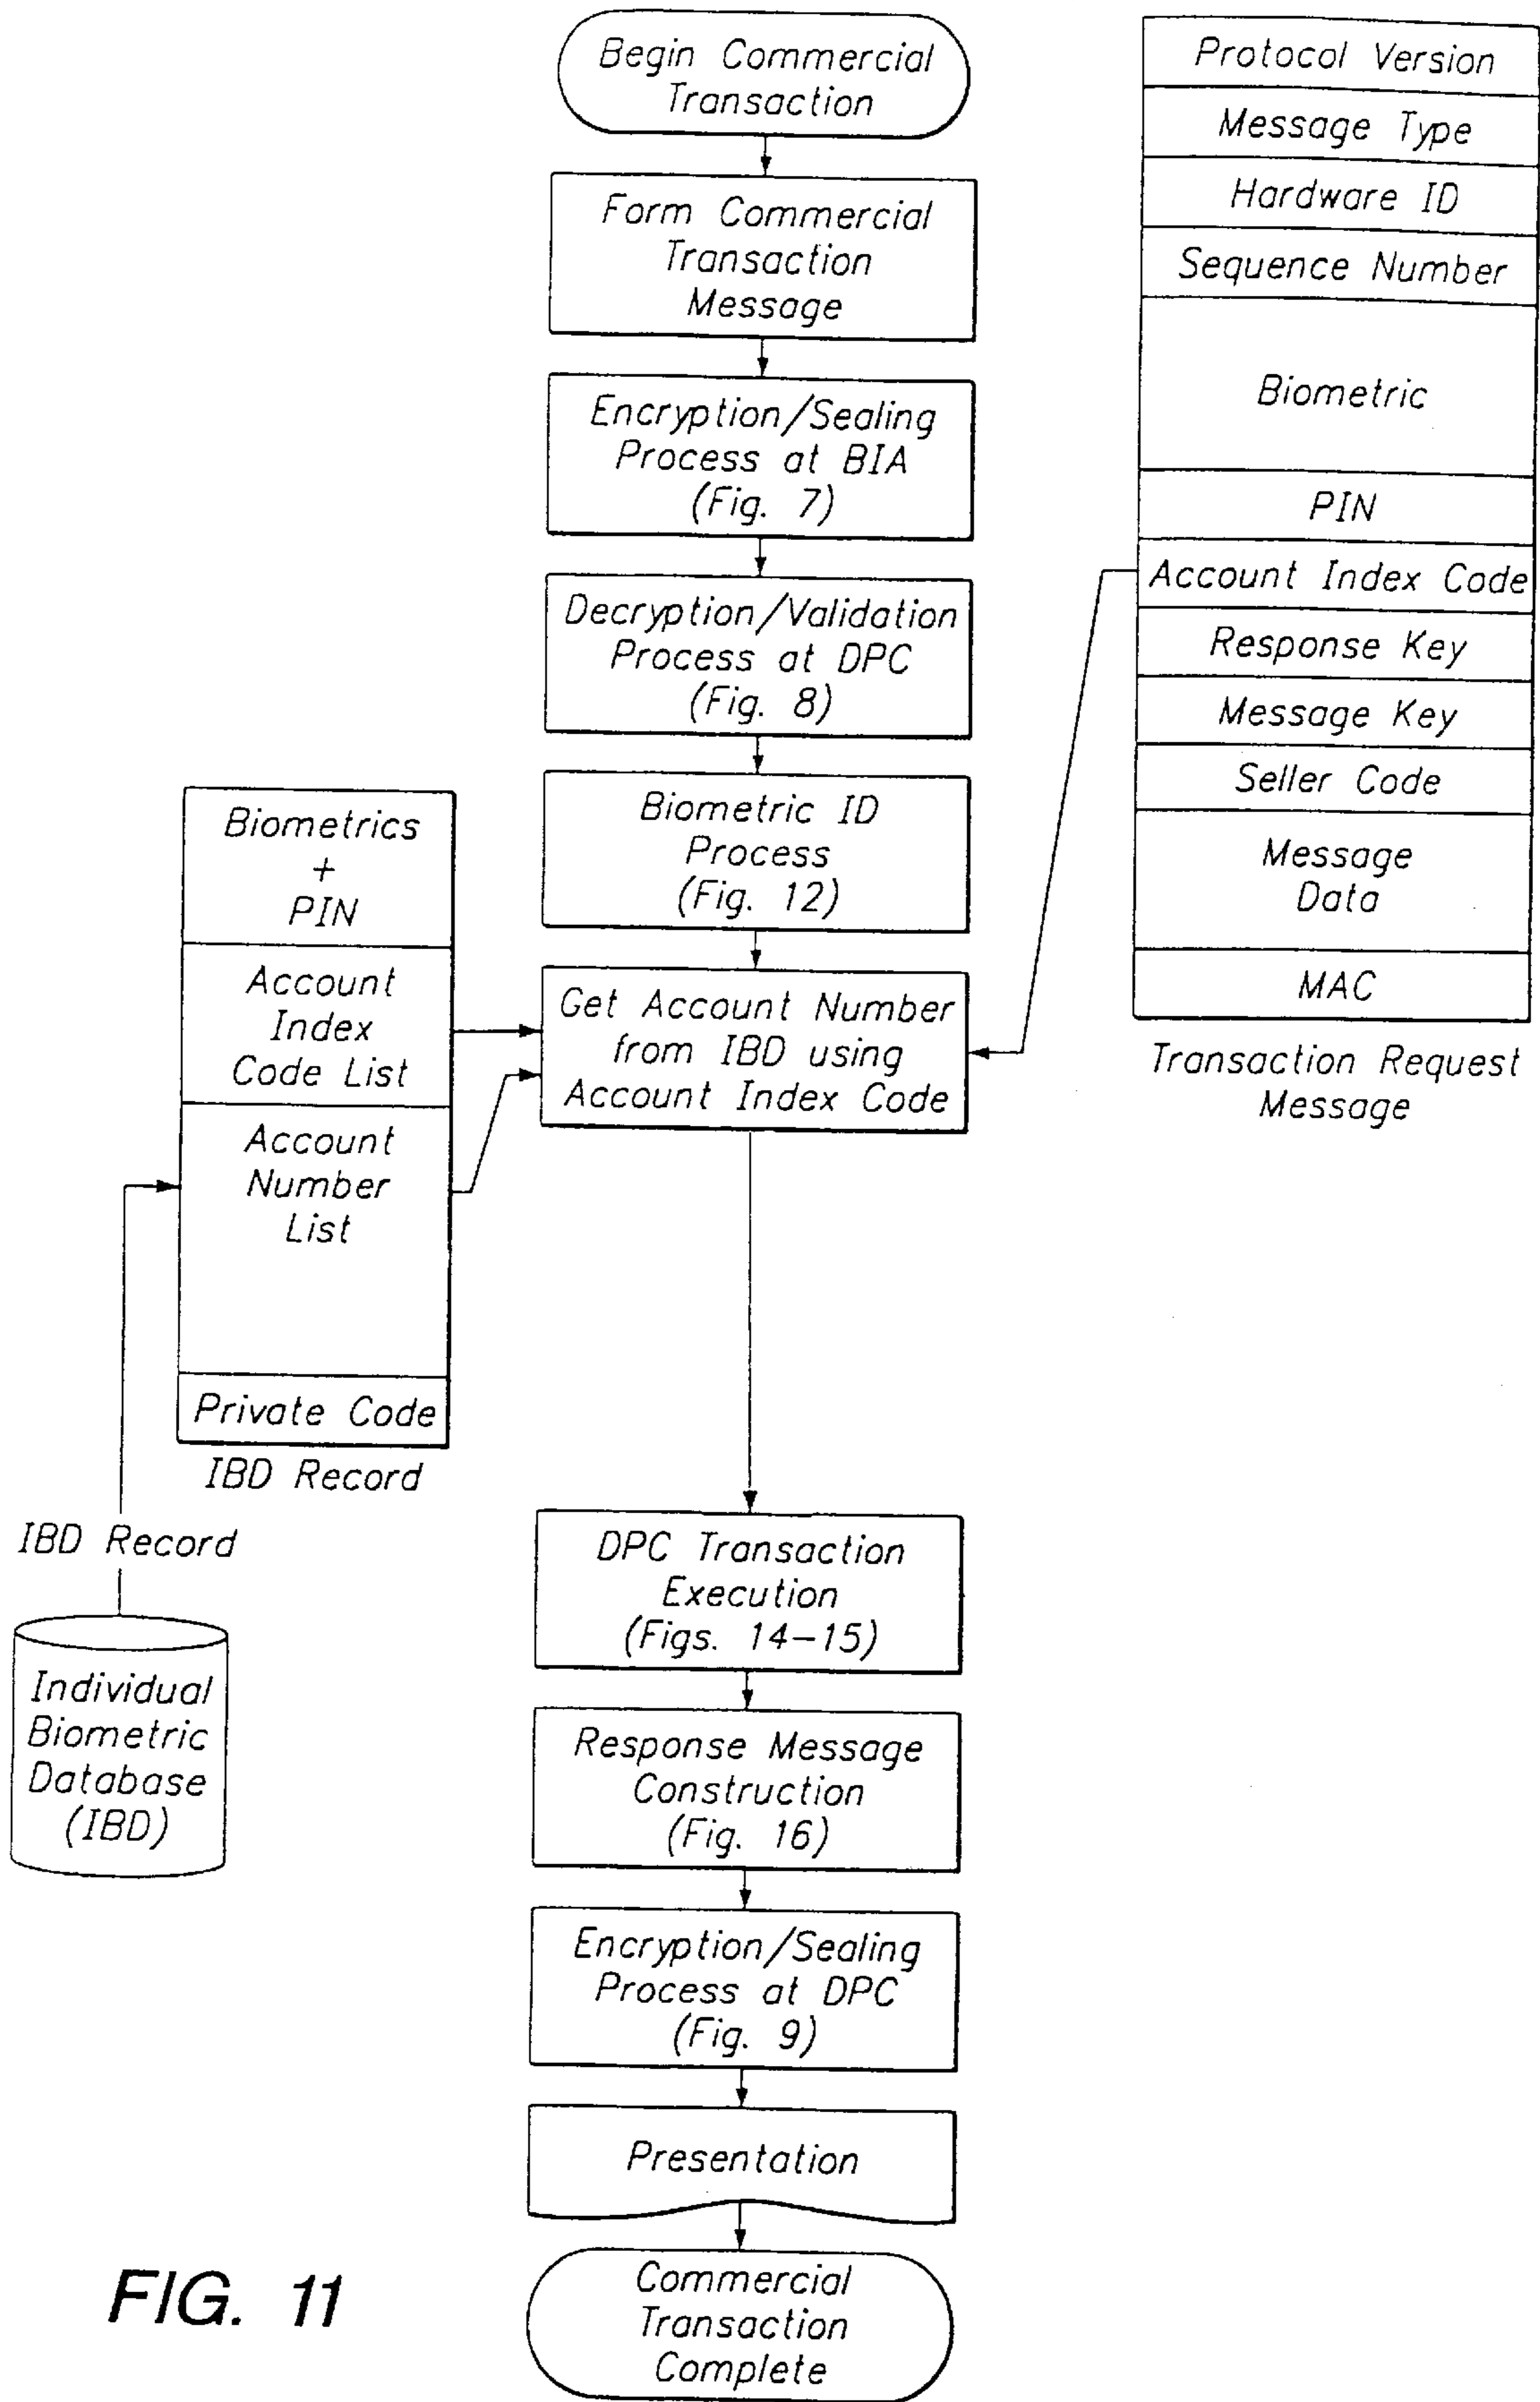 Begin Commercial
Transaction
Form Commercial
Transaction
Message
Encryption/Sealing
Process at BIA
(Fig. 7)
Decryption/Validation
Process at DPC
(Fig. 8)
Biometric ID
Process
(Fig. 12)
Get Account Number
from IBD using
Account Index Code
DPC Transaction
Execution
(Figs. 14-15)
Response Message
Construction
(Fig. 16)
Encryption/Sealing
Process at DPC
(Fig. 9)
Presentation
Commercial
Transaction
Complete
Protocol Version
Message Type
Hardware ID
Sequence Number
Biometric
PIN
Account Index Code
Response Key
Message Key
Seller Code
Message
Data
MAC
Transaction Request
Message
Biometrics
+
PIN
Account
Index
Code List
Account
Number
List
Private Code
IBD Record
IBD Record
Individual
Biometric
Database
(IBD)
FIG. 11